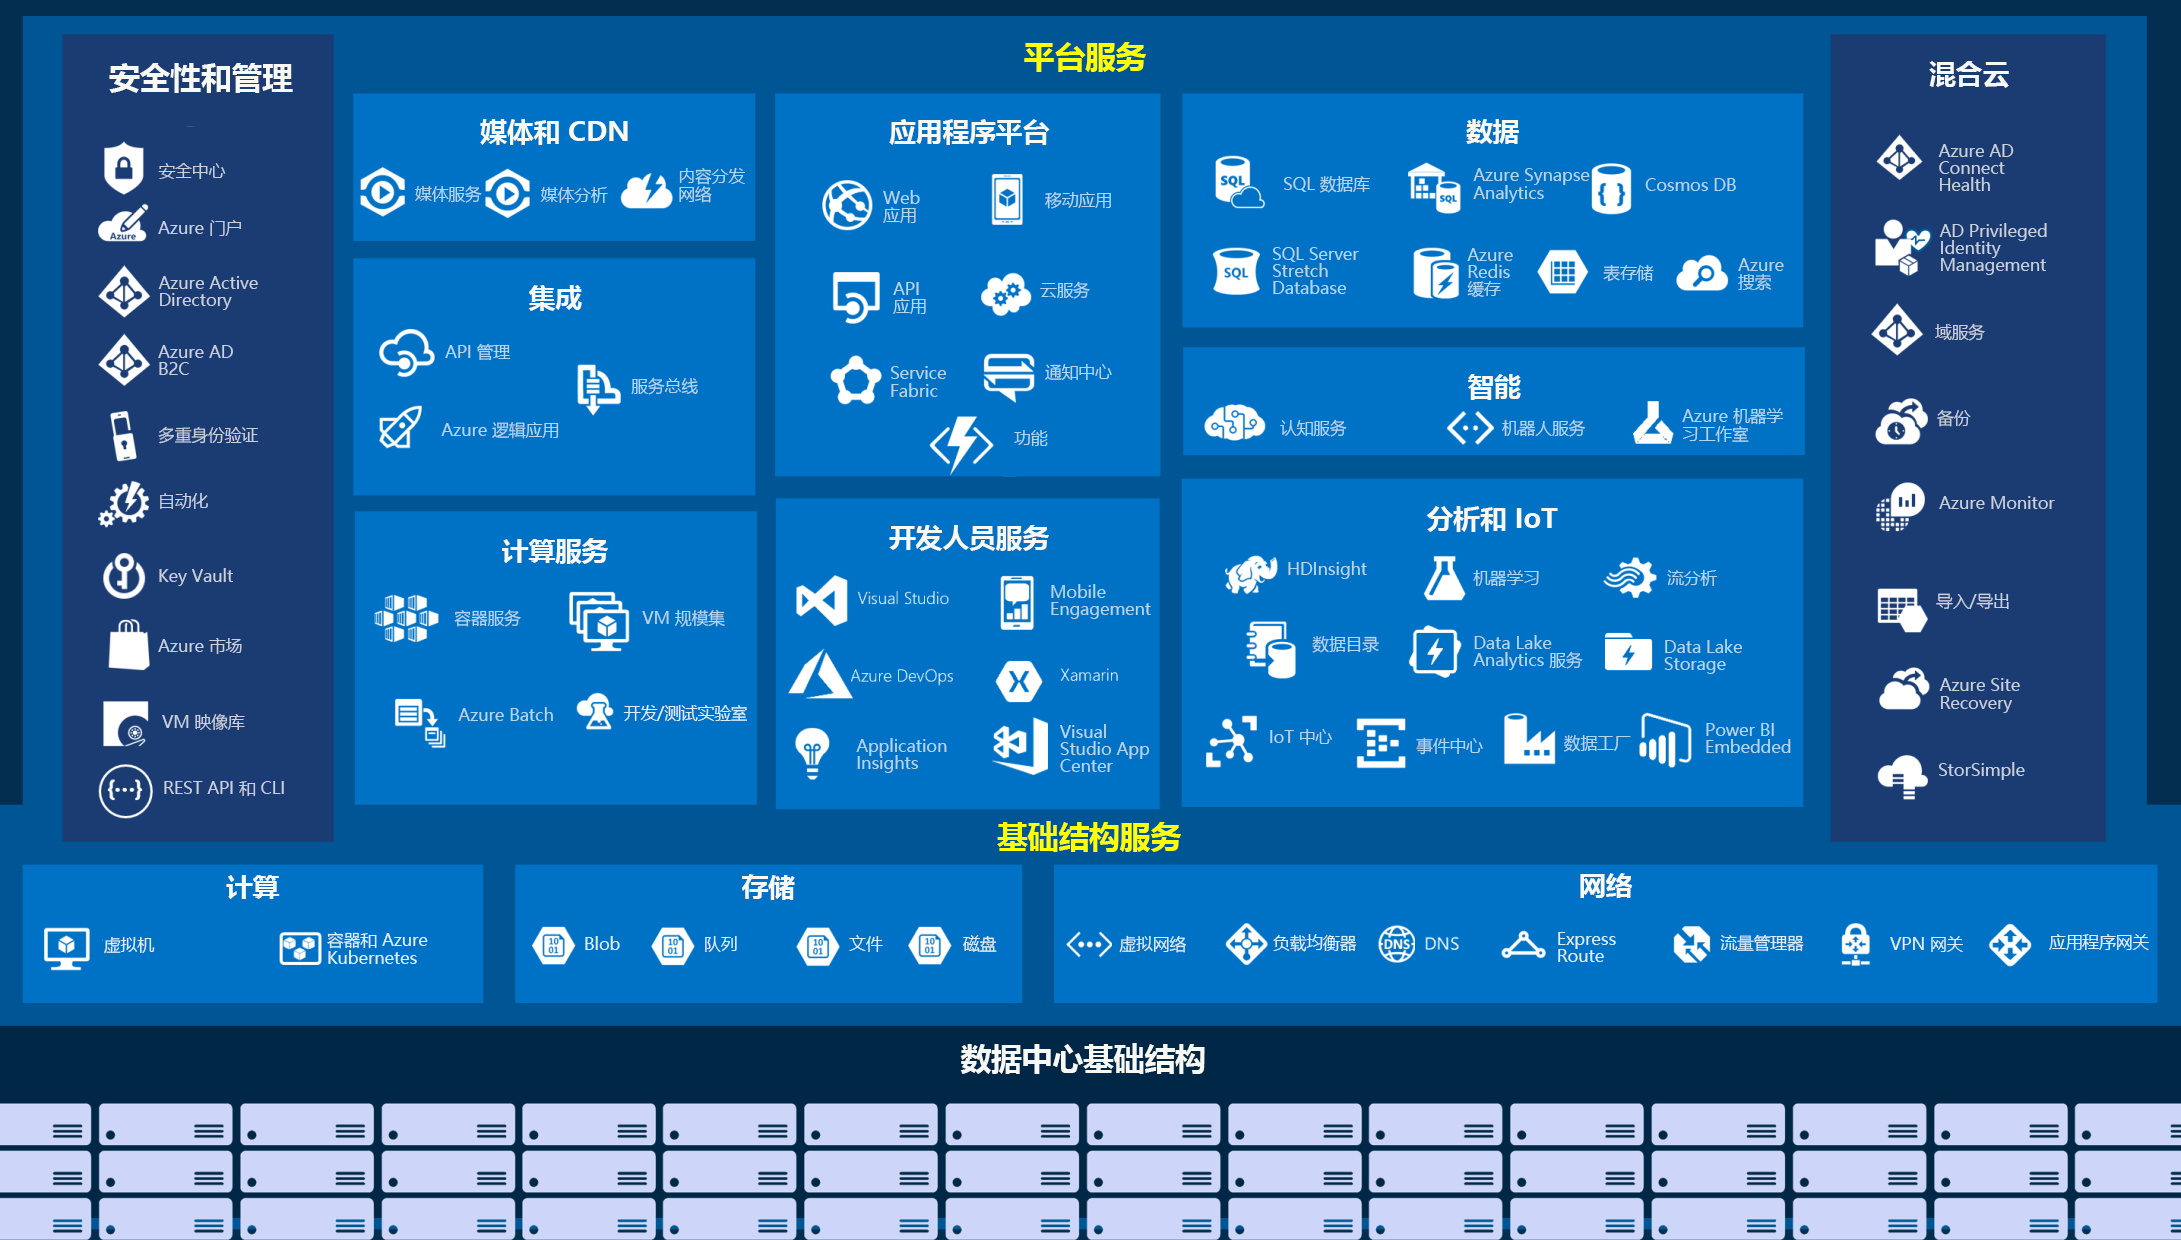 平台服务
安全性和管理
安全中心
Azure
Azure 门户
Azure Active
Directory
Azure AD
B2C
多重身份验证
自动化
Key Vault
Azure 市场
VM 映像库
REST API 和 CLI
媒体和 CDN
媒体服务
媒体分析
内容分发
网络
集成
API 管理
服务总线
Azure 逻辑应用
计算服务
容器服务
VM 规模集
Azure Batch
开发/测试实验室
应用程序平台
Web
应用
移动应用
API
应用
云服务
Service
Fabric
通知中心
功能
开发人员服务
Visual Studio
Mobile
Engagement
Azure DevOps
Xamarin
Application
Insights
Visual
Studio App
Center
数据
SQL
SQL 数据库
SQL
Azure Synapse
Analytics
Cosmos DB
SQL
SQL Server
Stretch
Database
Azure
Redis
缓存
表存储
Azure
搜索
智能
认知服务
机器人服务
Azure 机器学
习工作室
分析和 IoT
HDInsight
机器学习
流分析
数据目录
Data Lake
Analytics 服务
Data Lake
Storage
IoT 中心
事件中心
数据工厂
Power BI
Embedded
混合云
Azure AD
Connect
Health
AD Privileged
Identity
Management
域服务
备份
Azure Monitor
导入/导出
Azure Site
Recovery
StorSimple
基础结构服务
计算
虚拟机
容器和 Azure
Kubernetes
存储
10
01
Blob
10
01
队列
10
01
文件
10
01
磁盘
网络
虚拟网络
负载均衡器
DNS
DNS
Express
Route
流量管理器
VPN 网关
应用程序网关
数据中心基础结构